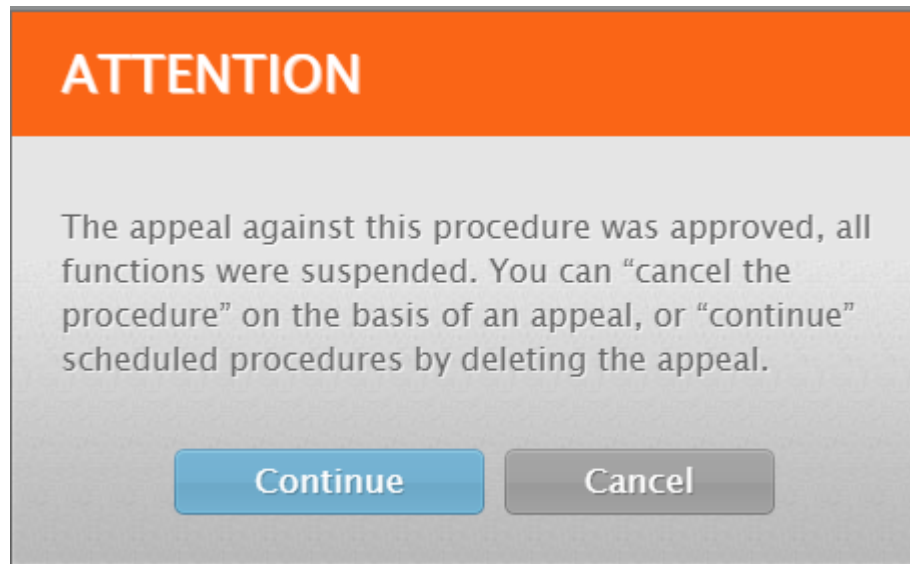 ATTENTION
The appeal against this procedure was approved, all
functions were suspended. You can “cancel the
procedure” on the basis of an appeal, or “continue”
scheduled procedures by deleting the appeal.
Continue
Cancel